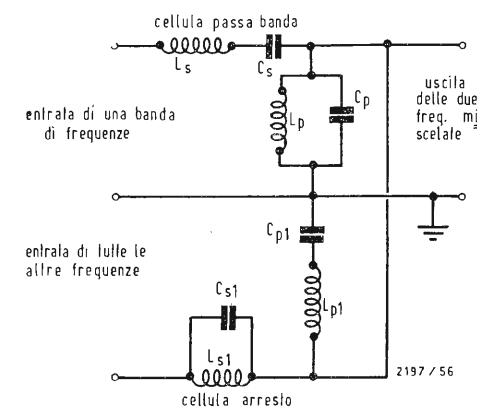 cellula passa banda
Ls
Cs
entrata di una banda
di frequenze
Lp
Cp
uscita
delle due
freq. mi
scelate
entrata di tutte le
altre frequenze
Cp1
Cs1
Lp1
Ls1
2197/56
cellula arresto